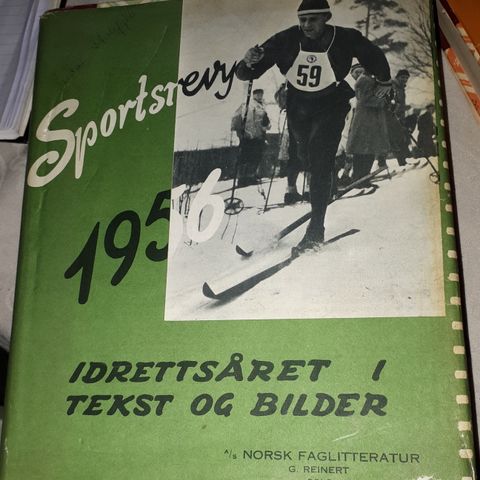 Sportsrevy
59
1956
IDRETTSÅRET I
TEKST OG BILDER
A/S NORSK FAGLITTERATUR
G. REINERT